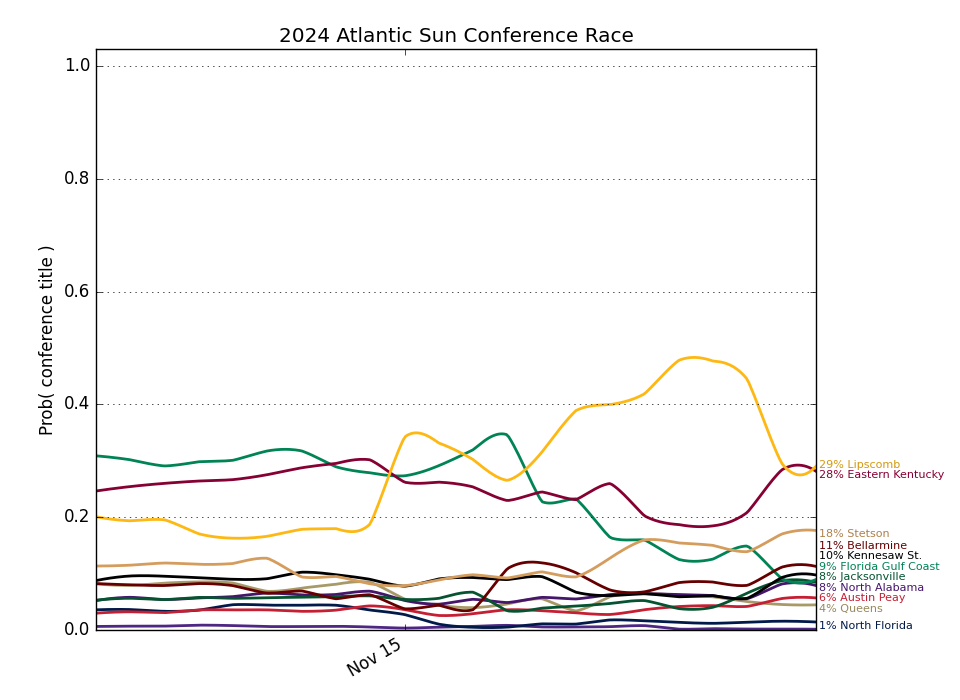 2024 Atlantic Sun Conference Race
Prob( conference title )
1.0
0.8
0.6
0.4
0.2
0.0
Nov 15
29% Lipscomb
28% Eastern Kentucky
18% Stetson
11% Bellarmine
10% Kennesaw St.
9% Florida Gulf Coast
8% Jacksonville
8% North Alabama
6% Austin Peay
4% Queens
1% North Florida